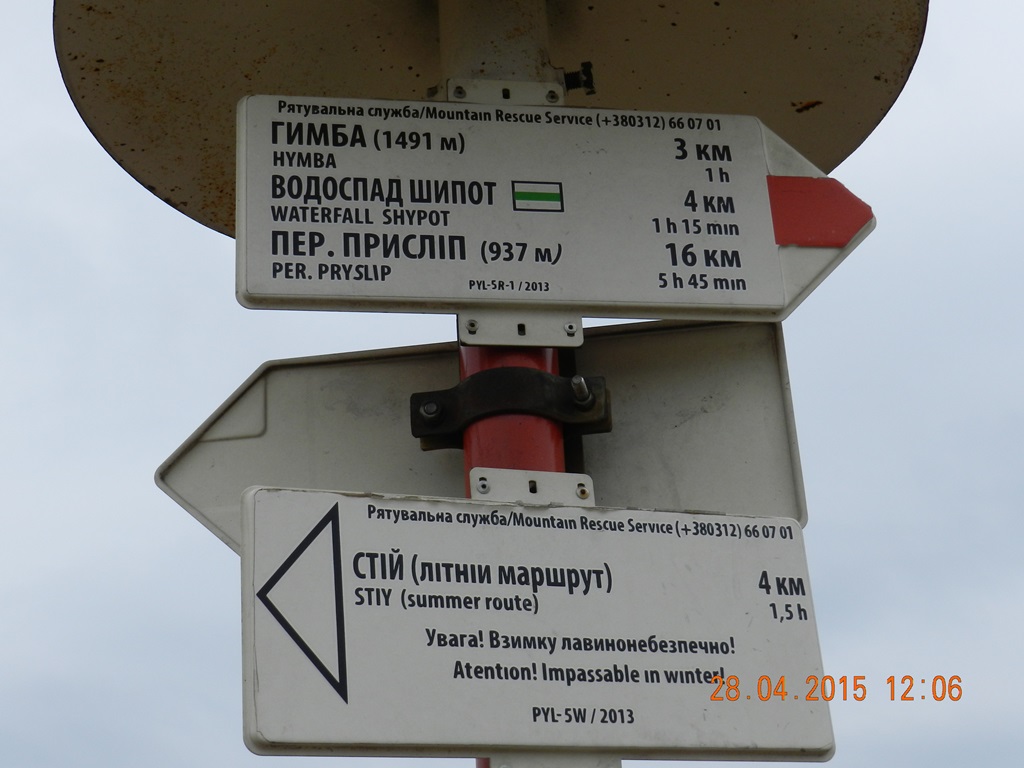 Рятувальна служба/Mountain Rescue Service (+380312) 66 07 01
ГИМБА (1491 м) 3 км
HYMBA 1 h
ВОДОСПАД ШИПОТ 4 км
WATERFALL SHYPOT 1 h 15 min
ПЕР. ПРИСЛІП (937 м) 16 км
PER. PRYSLIP 5 h 45 min
PYL-5R-1 / 2013
Рятувальна служба/Mountain Rescue Service (+380312) 66 07 01
СТІЙ (літній маршрут) 4 км
STIY (summer route) 1,5 h
Увага! Взимку лавинонебезпечно!
Atention! Impassable in winter!
PYL-5W / 2013
28.04.2015 12:06